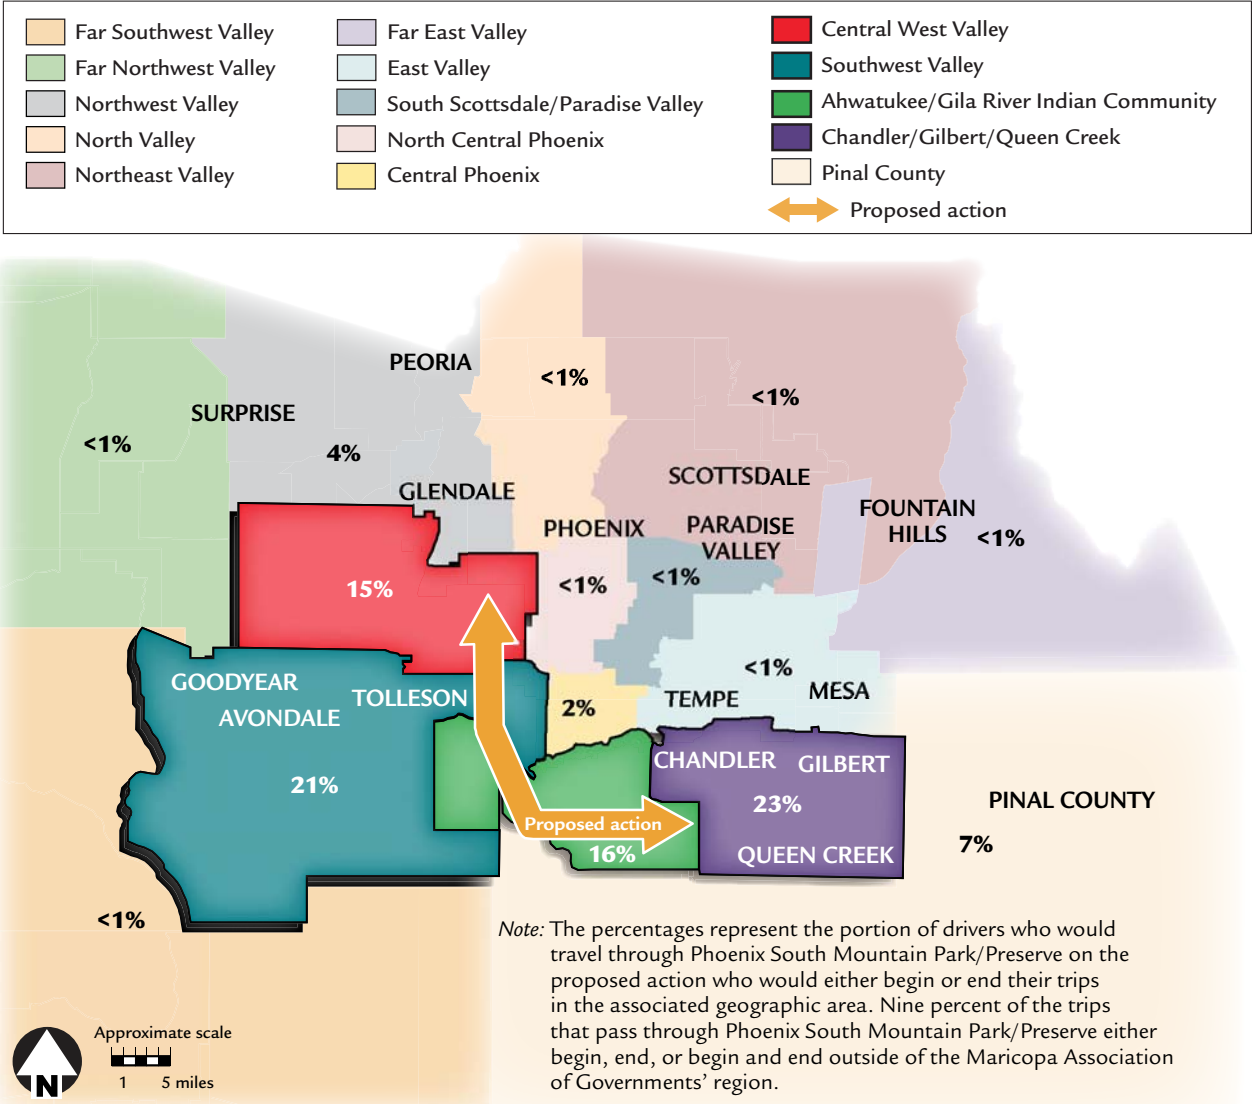 Far Southwest Valley
Far Northwest Valley
Northwest Valley
North Valley
Northeast Valley
Far East Valley
East Valley
South Scottsdale/Paradise Valley
North Central Phoenix
Central Phoenix
Central West Valley
Southwest Valley
Ahwatukee/Gila River Indian Community
Chandler/Gilbert/Queen Creek
Pinal County
Proposed action
PEORIA
<1%
<1%
SURPRISE
<1%
4%
SCOTTSDALE
GLENDALE
FOUNTAIN
HILLS
<1%
PHOENIX
PARADISE
VALLEY
<1%
<1%
15%
<1%
GOODYEAR
TOLLESON
AVONDALE
2%
TEMPE
MESA
CHANDLER
GILBERT
21%
23%
PINAL COUNTY
Proposed action
16%
QUEEN CREEK
7%
<1%
Note: The percentages represent the portion of drivers who would
travel through Phoenix South Mountain Park/Preserve on the
proposed action who would either begin or end their trips
in the associated geographic area. Nine percent of the trips
that pass through Phoenix South Mountain Park/Preserve either
begin, end, or begin and end outside of the Maricopa Association
of Governments’ region.
Approximate scale
1 5 miles
N